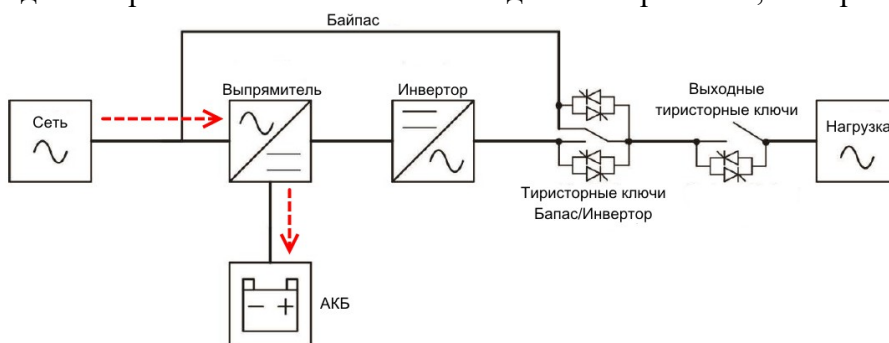 Байпас
Выпрямитель
Инвертор
Выходные
тиристорные ключи
Сеть
Нагрузка
Тиристорные ключи
Бапас/Инвертор
АКБ